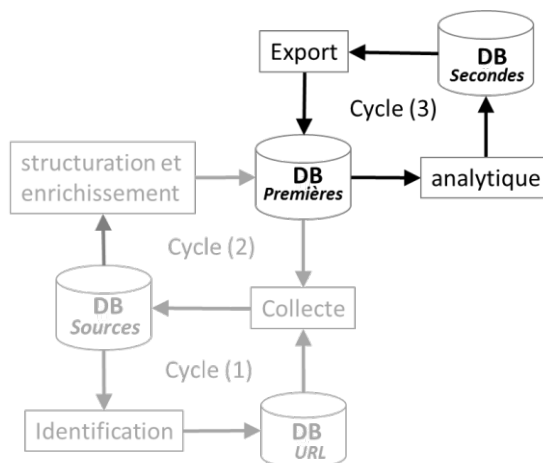 Export
DB
Secondes
Cycle (3)
structuration et
enrichissement
DB
Premières
analytique
Cycle (2)
DB
Sources
Collecte
Cycle (1)
Identification
DB
URL